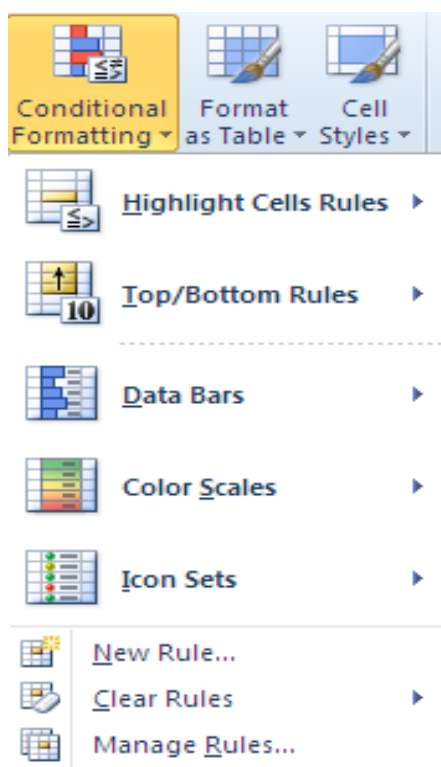 Conditional Formatting
Format as Table
Cell Styles
Highlight Cells Rules
10
Top/Bottom Rules
Data Bars
Color Scales
Icon Sets
New Rule...
Clear Rules
Manage Rules...